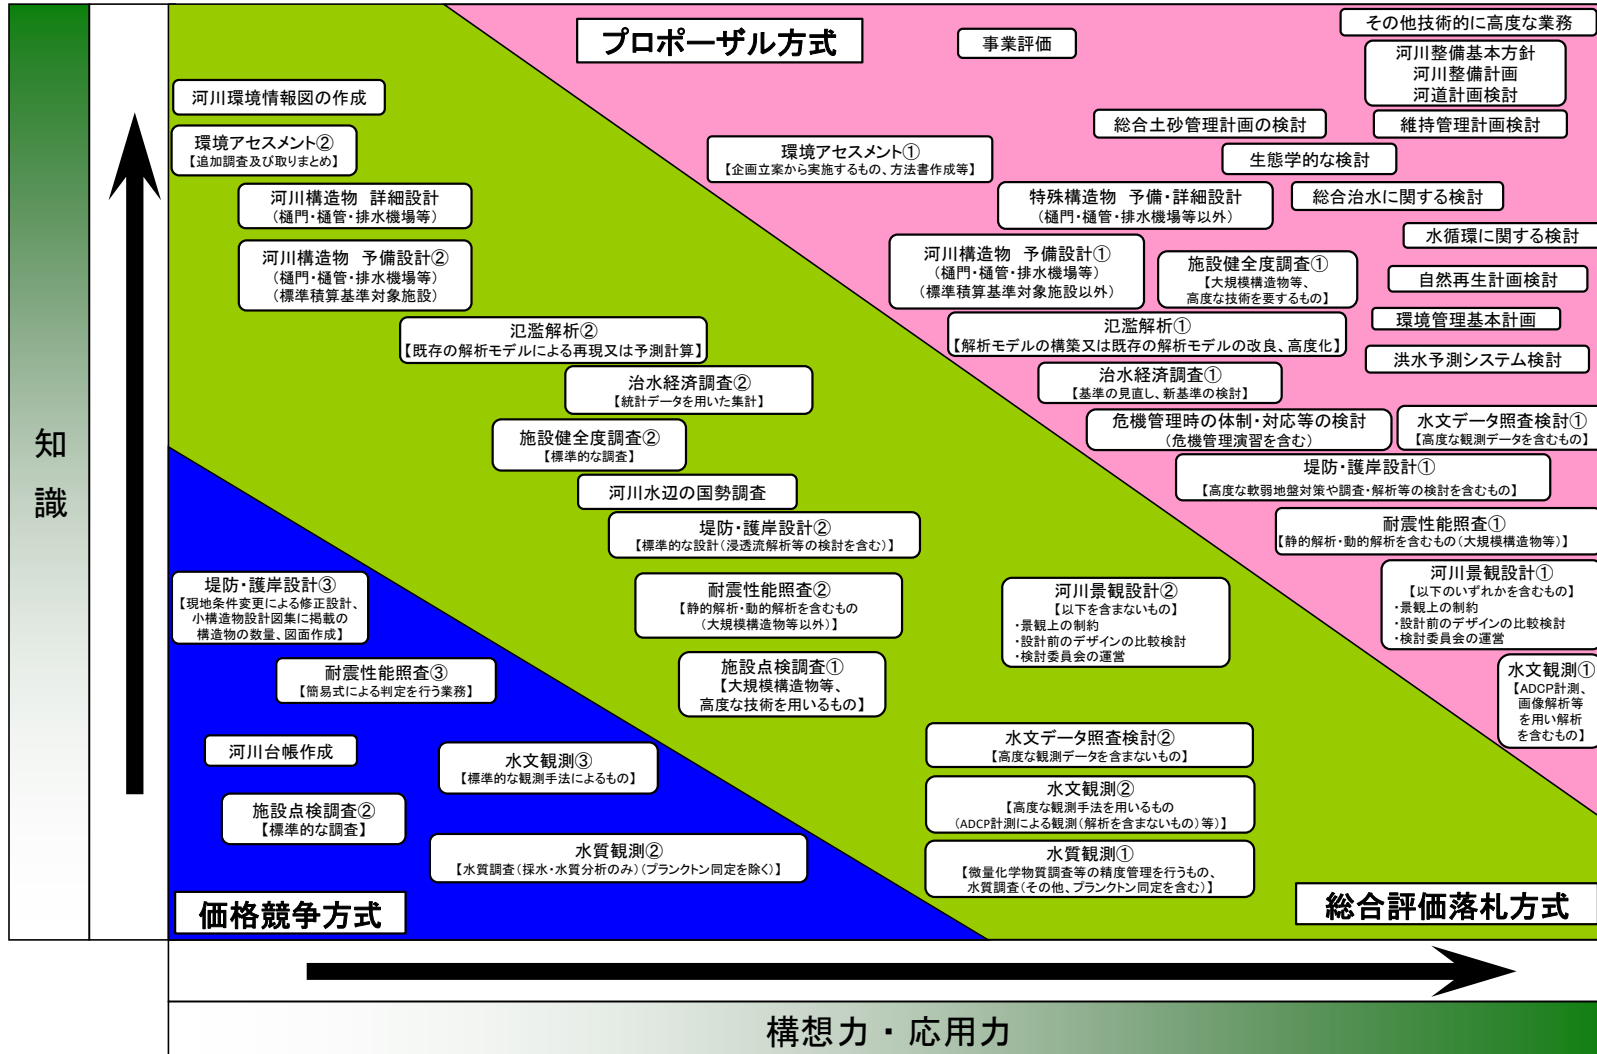 プロポーザル方式
事業評価
その他技術的に高度な業務
河川整備基本方針
河川整備計画
河道計画検討
河川環境情報図の作成
総合土砂管理計画の検討
維持管理計画検討
環境アセスメント②
【追加調査及び取りまとめ】
環境アセスメント①
【企画立案から実施するもの、方法書作成等】
生態学的な検討
河川構造物 詳細設計
(樋門・樋管・排水機場等)
特殊構造物 予備・詳細設計
(樋門・樋管・排水機場等以外)
総合治水に関する検討
水循環に関する検討
河川構造物 予備設計②
(樋門・樋管・排水機場等)
(標準積算基準対象施設)
河川構造物 予備設計①
(樋門・樋管・排水機場等)
(標準積算基準対象施設以外)
施設健全度調査①
【大規模構造物等、
高度な技術を要するもの】
自然再生計画検討
環境管理基本計画
氾濫解析②
【既存の解析モデルによる再現又は予測計算】
氾濫解析①
【解析モデルの構築又は既存の解析モデルの改良、高度化】
洪水予測システム検討
治水経済調査②
【統計データを用いた集計】
治水経済調査①
【基準の見直し、新基準の検討】
危機管理時の体制・対応等の検討
(危機管理演習を含む)
水文データ照査検討①
【高度な観測データを含むもの】
施設健全度調査②
【標準的な調査】
堤防・護岸設計①
【高度な軟弱地盤対策や調査・解析等の検討を含むもの】
河川水辺の国勢調査
堤防・護岸設計②
【標準的な設計(浸透流解析等の検討を含む)】
耐震性能照査①
【静的解析・動的解析を含むもの(大規模構造物等)】
堤防・護岸設計③
【現地条件変更による修正設計、
小構造物設計図集に掲載の
構造物の数量、図面作成】
耐震性能照査②
【静的解析・動的解析を含むもの
(大規模構造物等以外)】
河川景観設計②
【以下を含まないもの】
・景観上の制約
・設計前のデザインの比較検討
・検討委員会の運営
河川景観設計①
【以下のいずれかを含むもの】
・景観上の制約
・設計前のデザインの比較検討
・検討委員会の運営
耐震性能照査③
【簡易式による判定を行う業務】
施設点検調査①
【大規模構造物等、
高度な技術を用いるもの】
水文観測①
【ADCP計測、
画像解析等
を用い解析
を含むもの】
河川台帳作成
水文観測③
【標準的な観測手法によるもの】
水文データ照査検討②
【高度な観測データを含まないもの】
施設点検調査②
【標準的な調査】
水文観測②
【高度な観測手法を用いるもの
(ADCP計測による観測(解析を含まないもの)等)】
水質観測②
【水質調査(採水・水質分析のみ)(プランクトン同定を除く)】
水質観測①
【微量化学物質調査等の精度管理を行うもの、
水質調査(その他、プランクトン同定を含む)】
価格競争方式
総合評価落札方式
知
識
構想力・応用力